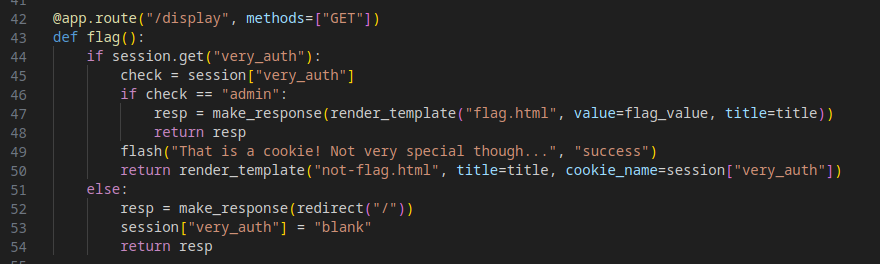 42 @app.route("/display", methods=["GET"])
43 def flag():
44     if session.get("very_auth"):
45         check = session["very_auth"]
46         if check == "admin":
47             resp = make_response(render_template("flag.html", value=flag_value, title=title))
48             return resp
49         flash("That is a cookie! Not very special though...", "success")
50         return render_template("not-flag.html", title=title, cookie_name=session["very_auth"])
51     else:
52         resp = make_response(redirect("/"))
53         session["very_auth"] = "blank"
54         return resp